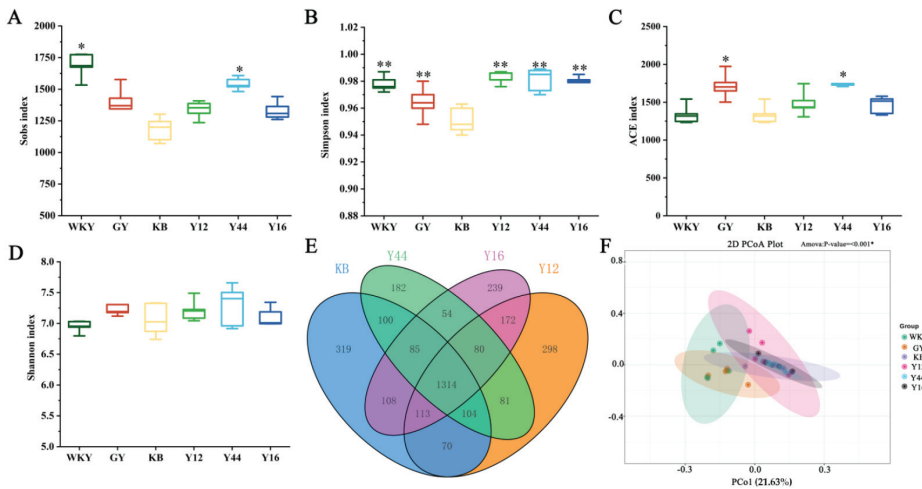 A
Sobs index
2000
1750
1500
1250
1000
750
500
WKY GY KB Y12 Y44 Y16
*
*
B
Simpson index
1.02
1.00
0.98
0.96
0.94
0.92
0.90
0.88
WKY GY KB Y12 Y44 Y16
** ** ** ** **
C
ACE index
2500
2000
1500
1000
500
0
WKY GY KB Y12 Y44 Y16
*
*
D
Shannon index
8.0
7.5
7.0
6.5
6.0
5.5
5.0
WKY GY KB Y12 Y44 Y16
E
KB Y44 Y16 Y12
182 239
100 54 172
319 85 80 298
1314
108 113 104 81
70
F
2D PCoA Plot Amova:P-value=<0.001*
0.8
0.4
0.0
-0.4
-0.3 0.0 0.3
PCo1 (21.63%)
Group
WK
GY
Y44